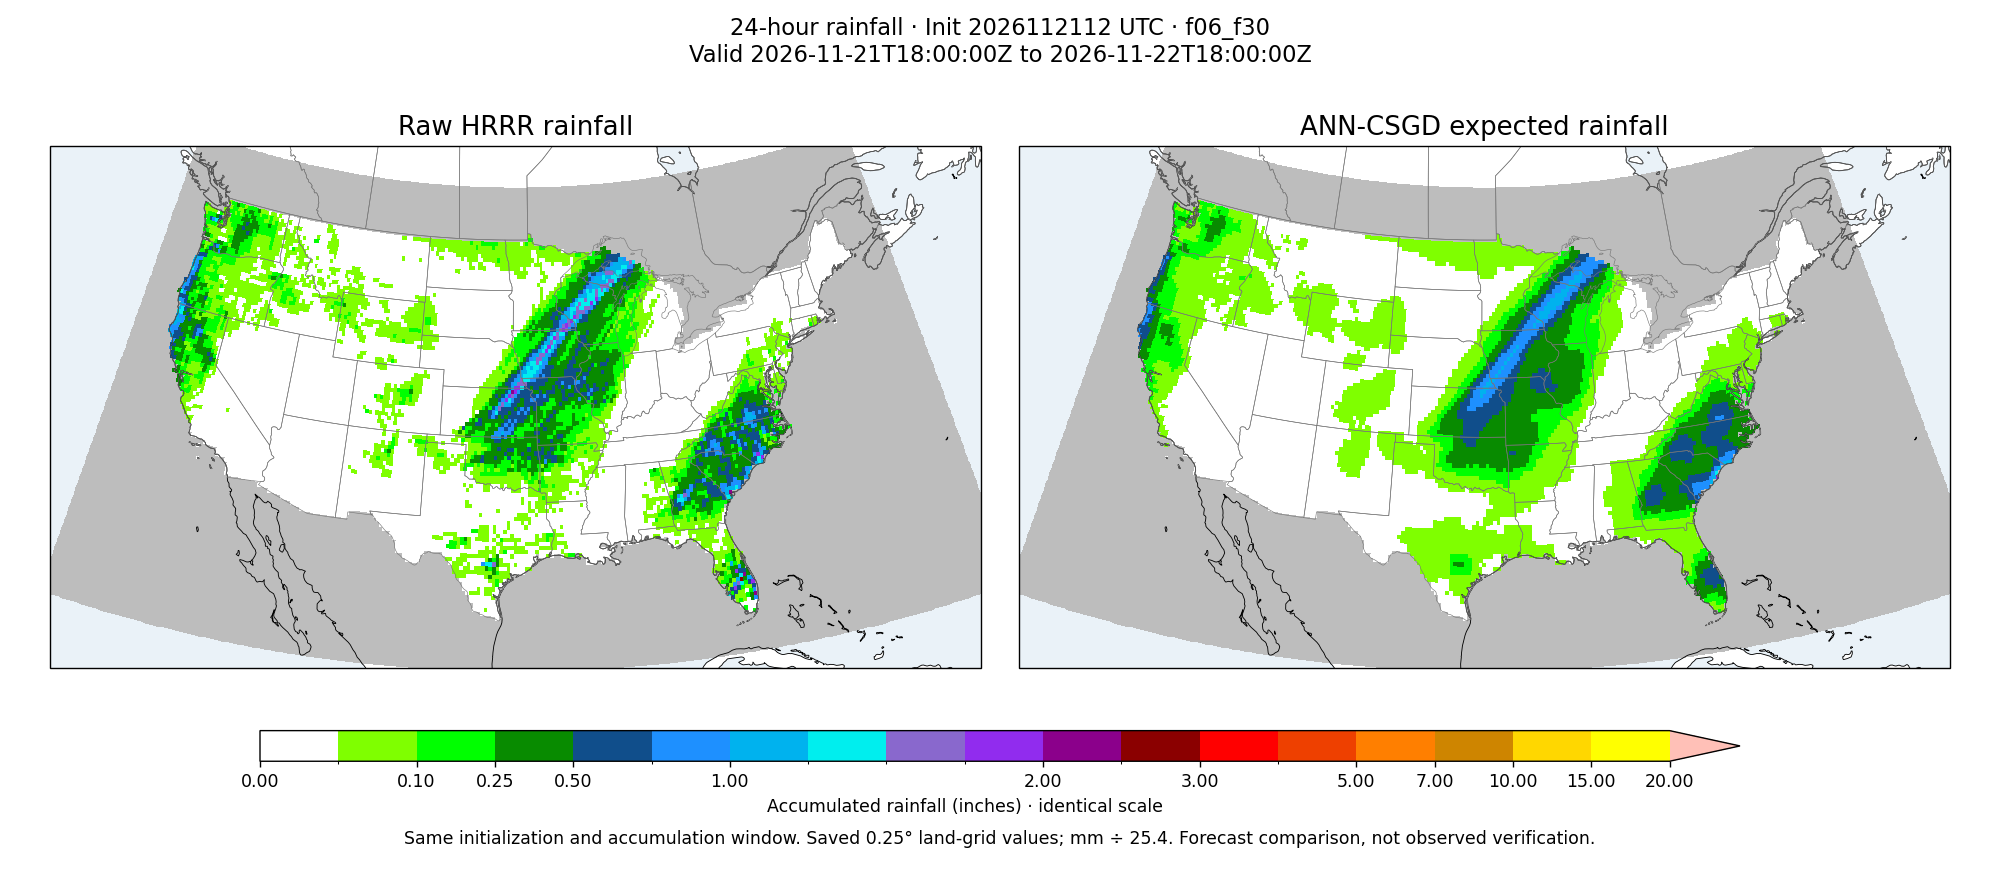 24-hour rainfall · Init 2026112112 UTC · f06_f30
Valid 2026-11-21T18:00:00Z to 2026-11-22T18:00:00Z
Raw HRRR rainfall
ANN-CSGD expected rainfall
0.00 0.10 0.25 0.50 1.00 2.00 3.00 5.00 7.00 10.00 15.00 20.00
Accumulated rainfall (inches) · identical scale
Same initialization and accumulation window. Saved 0.25° land-grid values; mm ÷ 25.4. Forecast comparison, not observed verification.